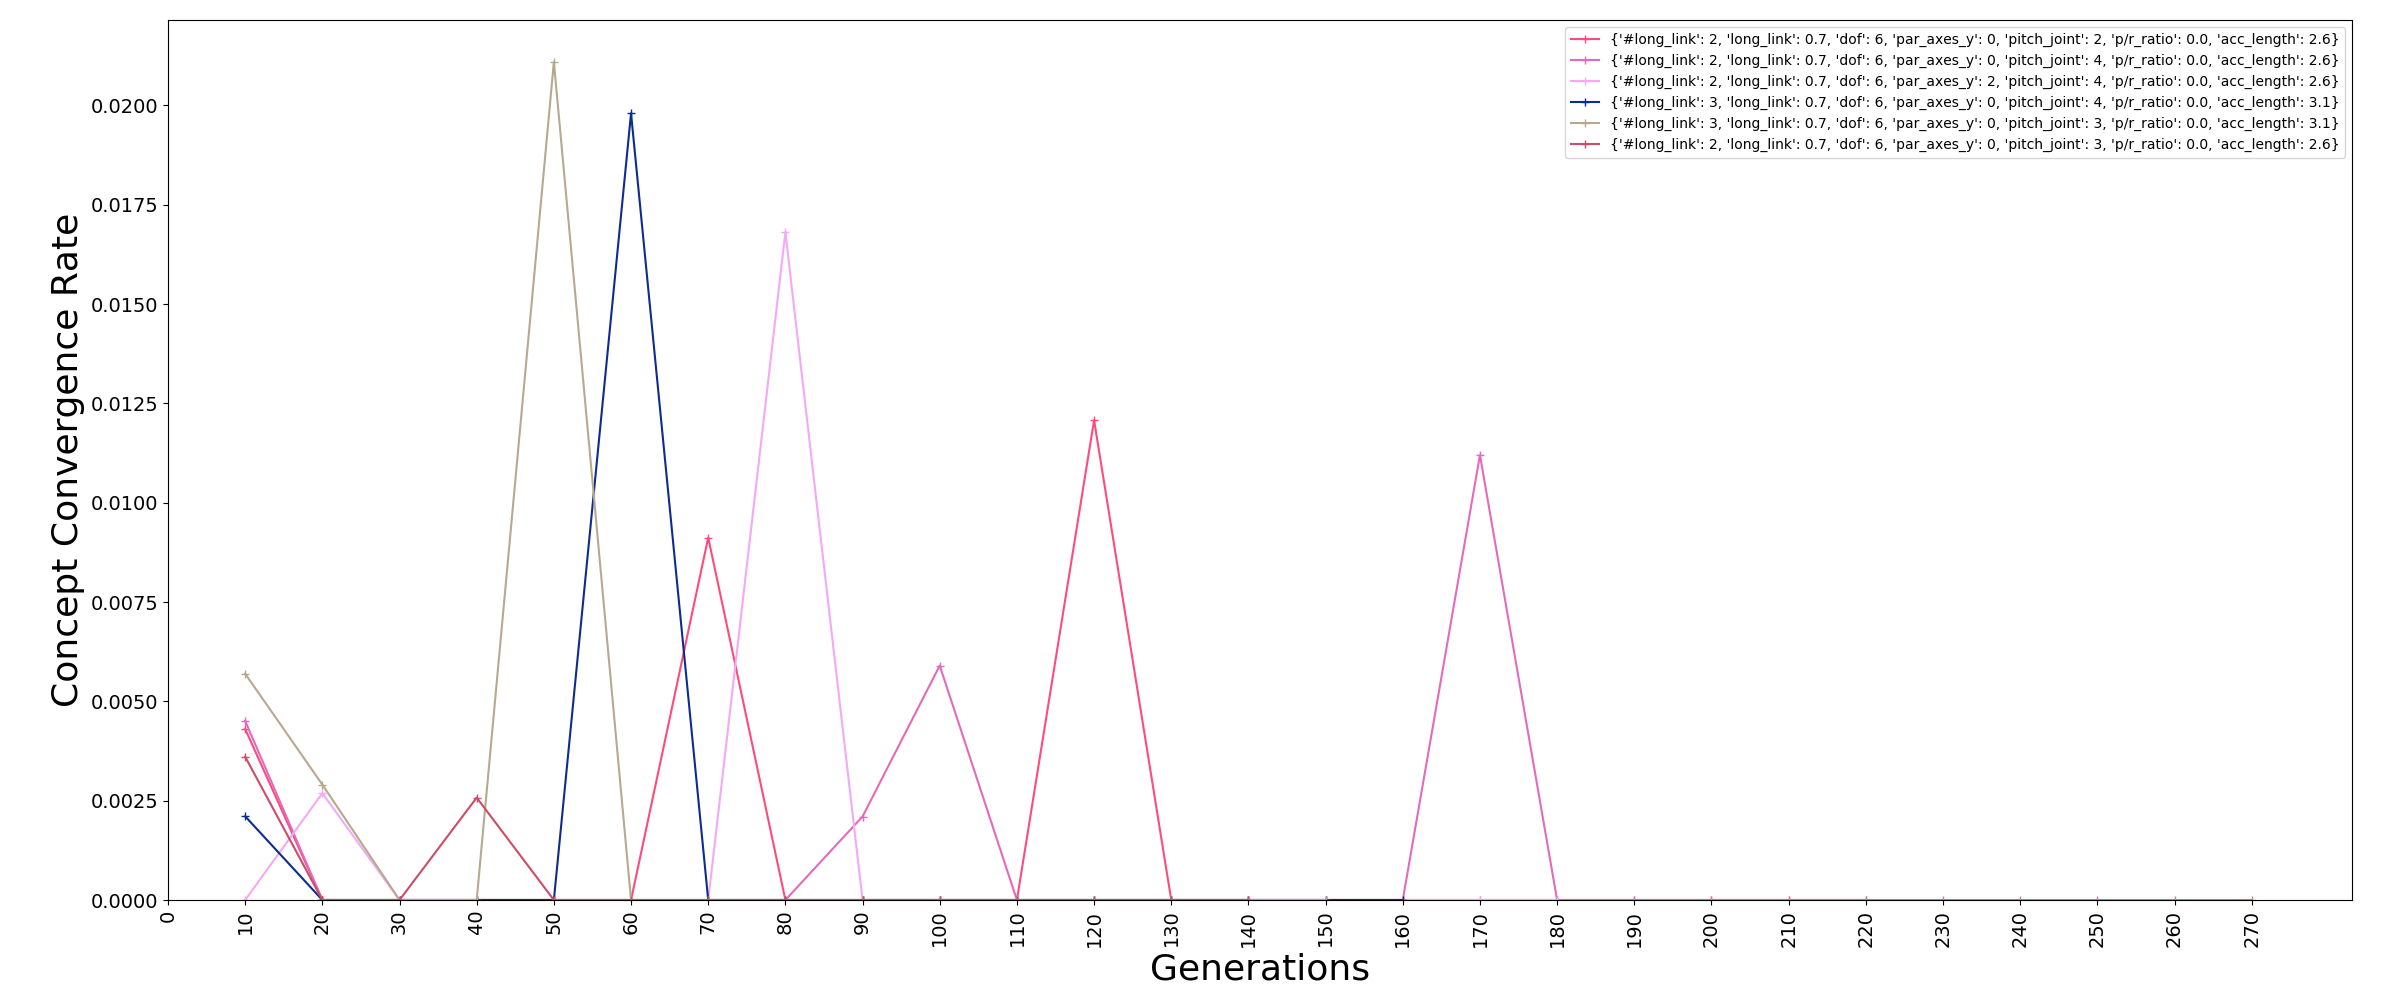 {'#long_link': 2, 'long_link': 0.7, 'dof': 6, 'par_axes_y': 0, 'pitch_joint': 2, 'p/r_ratio': 0.0, 'acc_length': 2.6}
{'#long_link': 2, 'long_link': 0.7, 'dof': 6, 'par_axes_y': 0, 'pitch_joint': 4, 'p/r_ratio': 0.0, 'acc_length': 2.6}
{'#long_link': 2, 'long_link': 0.7, 'dof': 6, 'par_axes_y': 2, 'pitch_joint': 4, 'p/r_ratio': 0.0, 'acc_length': 2.6}
{'#long_link': 3, 'long_link': 0.7, 'dof': 6, 'par_axes_y': 0, 'pitch_joint': 4, 'p/r_ratio': 0.0, 'acc_length': 3.1}
{'#long_link': 3, 'long_link': 0.7, 'dof': 6, 'par_axes_y': 0, 'pitch_joint': 3, 'p/r_ratio': 0.0, 'acc_length': 3.1}
{'#long_link': 2, 'long_link': 0.7, 'dof': 6, 'par_axes_y': 0, 'pitch_joint': 3, 'p/r_ratio': 0.0, 'acc_length': 2.6}
Concept Convergence Rate
0.0200
0.0175
0.0150
0.0125
0.0100
0.0075
0.0050
0.0025
0.0000
0 10 20 30 40 50 60 70 80 90 100 110 120 130 140 150 160 170 180 190 200 210 220 230 240 250 260 270
Generations